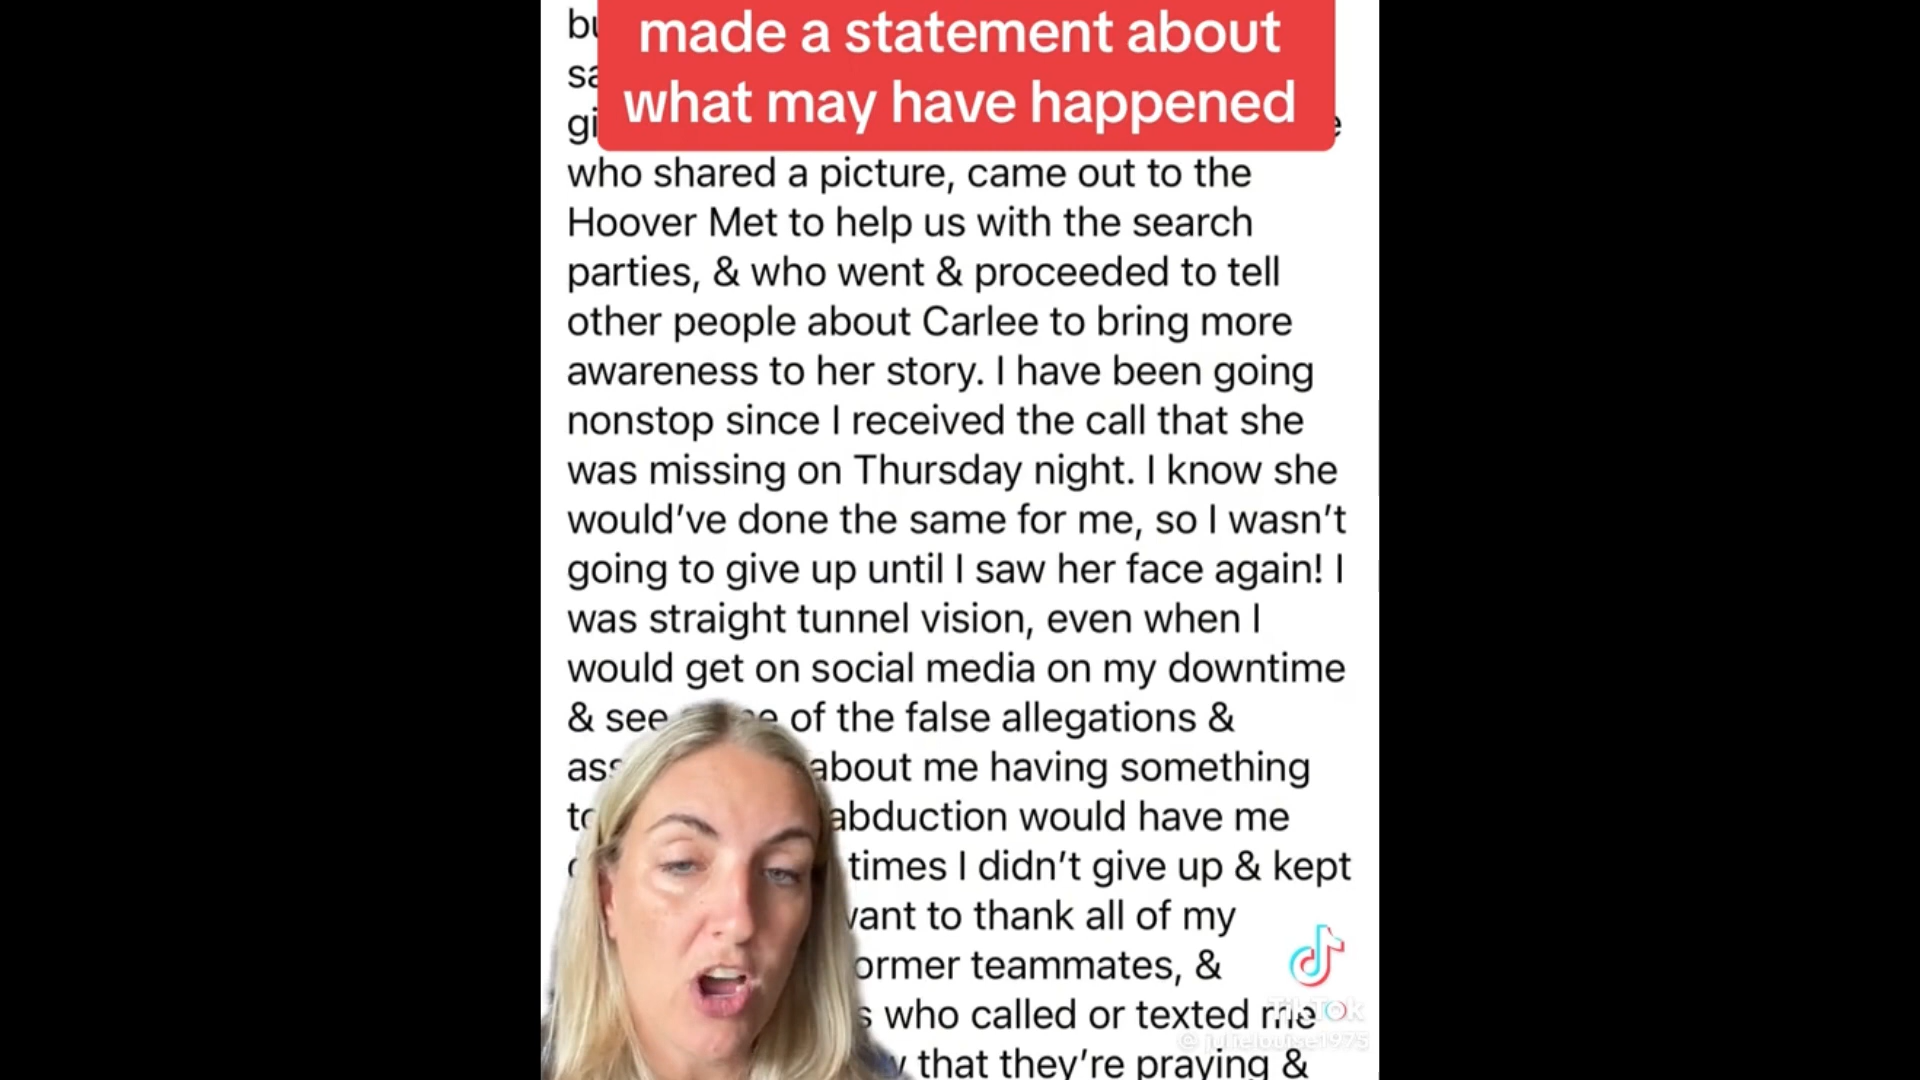 made a statement about
what may have happened
who shared a picture, came out to the
Hoover Met to help us with the search
parties, & who went & proceeded to tell
other people about Carlee to bring more
awareness to her story. I have been going
nonstop since I received the call that she
was missing on Thursday night. I know she
would’ve done the same for me, so I wasn’t
going to give up until I saw her face again! I
was straight tunnel vision, even when I
would get on social media on my downtime
& see of the false allegations &
about me having something
abduction would have me
times I didn’t give up & kept
to thank all of my
teammates, &
who called or texted me
that they’re praying &
TikTok
@ julielouise1975